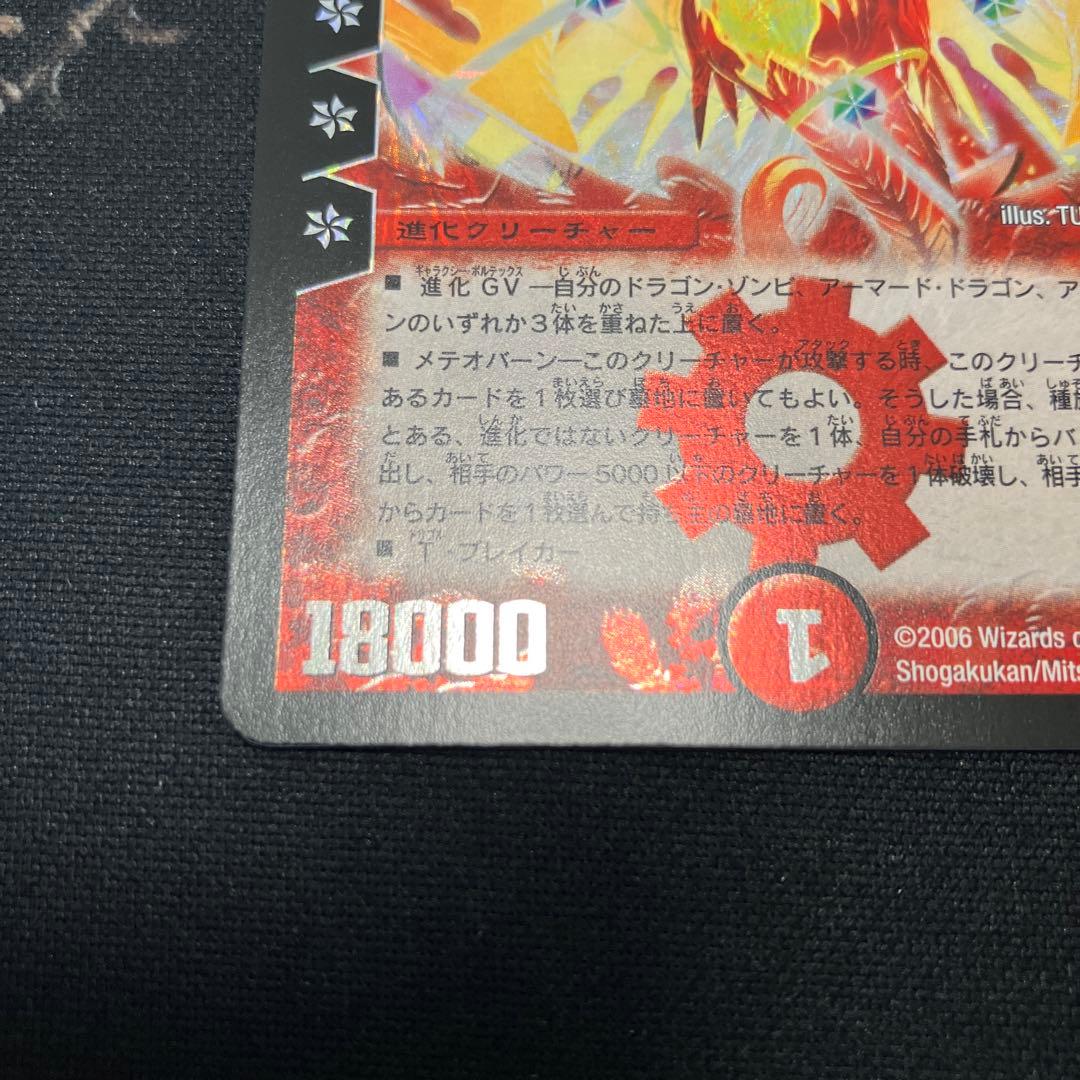 illus. TU
進化クリーチャー
■ 進化GV―自分のドラゴン・ゾンビ、アーマード・ドラゴン、ア
ンのいずれか3体を重ねた上に置く。
■ メテオバーン―このクリーチャーが攻撃する時、このクリーチ
あるカードを1枚選び墓地に置いてもよい。そうした場合、種族
とある、進化ではないクリーチャーを1体、自分の手札からバ
出し、相手のパワー5000以下のクリーチャーを1体破壊し、相手
からカードを1枚選んで持ち主の墓地に置く。
■ T・ブレイカー
18000
1
©2006 Wizards o
Shogakukan/Mits